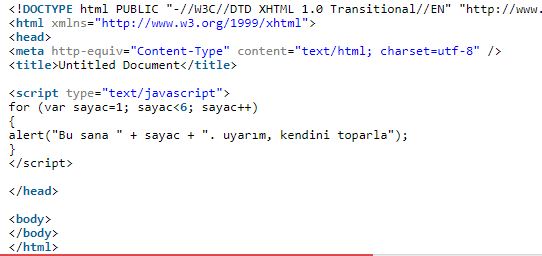 <!DOCTYPE html PUBLIC "-//W3C//DTD XHTML 1.0 Transitional//EN" "http://www.
<html xmlns="http://www.w3.org/1999/xhtml">
<head>
<meta http-equiv="Content-Type" content="text/html; charset=utf-8" />
<title>Untitled Document</title>
<script type="text/javascript">
for (var sayac=1; sayac<6; sayac++)
{
alert("Bu sana " + sayac + ". uyarım, kendini toparla");
}
</script>
</head>
<body>
</body>
</html>